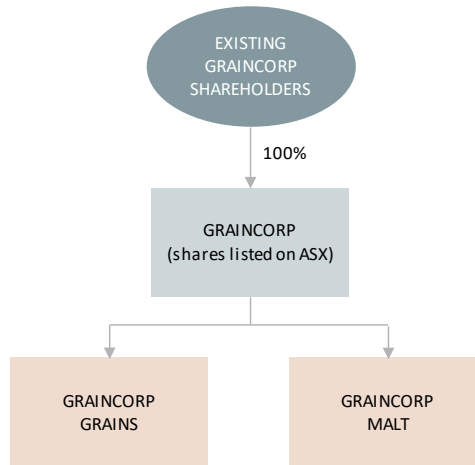 EXISTING
GRAINCORP
SHAREHOLDERS
100%
GRAINCORP
(shares listed on ASX)
GRAINCORP
GRAINS
GRAINCORP
MALT